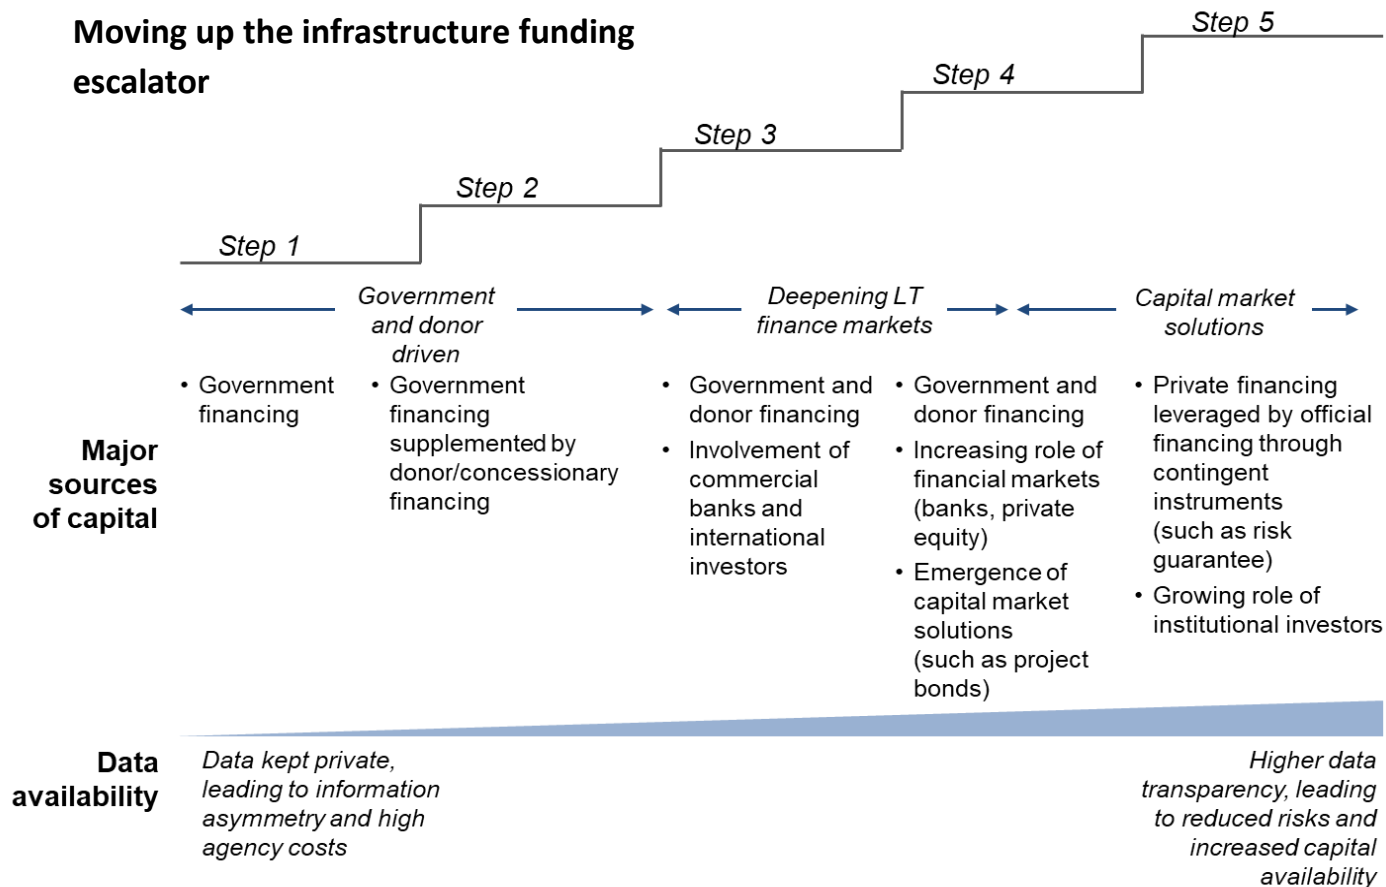 Moving up the infrastructure funding
escalator
Step 5
Step 4
Step 3
Step 2
Step 1
Government
and donor
driven
Deepening LT
finance markets
Capital market
solutions
Major
sources
of capital
• Government
financing
• Government
financing
supplemented by
donor/concessionary
financing
• Government and
donor financing
• Involvement of
commercial
banks and
international
investors
• Government and
donor financing
• Increasing role of
financial markets
(banks, private
equity)
• Emergence of
capital market
solutions
(such as project
bonds)
• Private financing
leveraged by official
financing through
contingent
instruments
(such as risk
guarantee)
• Growing role of
institutional investors
Data
availability
Data kept private,
leading to information
asymmetry and high
agency costs
Higher data
transparency, leading
to reduced risks and
increased capital
availability